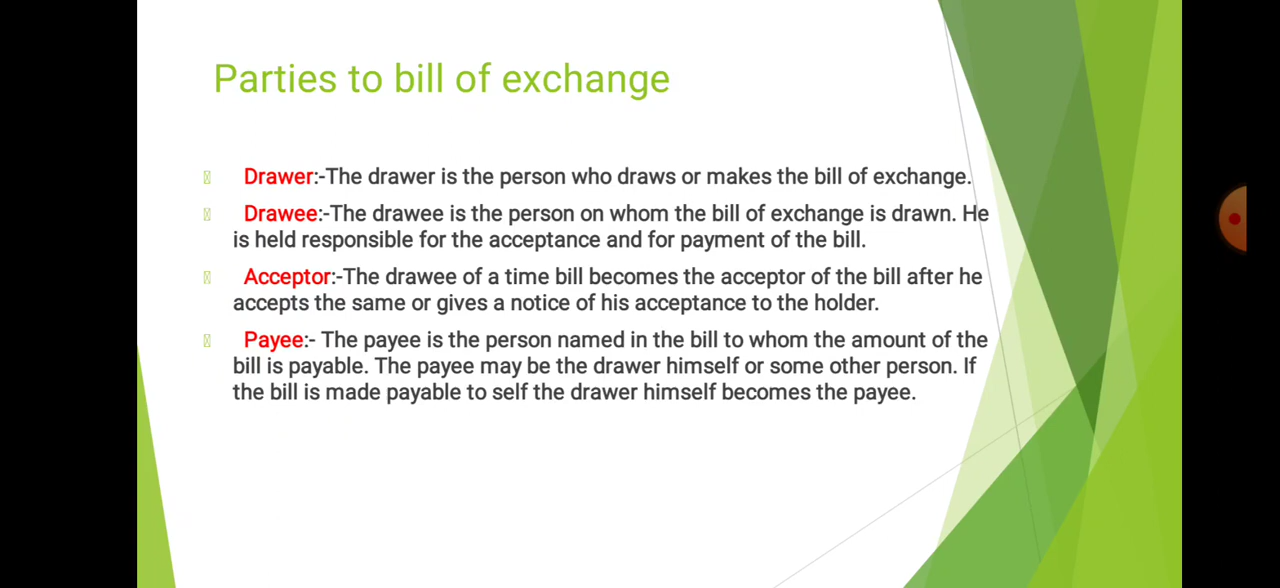 Parties to bill of exchange
Drawer:-The drawer is the person who draws or makes the bill of exchange.
Drawee:-The drawee is the person on whom the bill of exchange is drawn. He
is held responsible for the acceptance and for payment of the bill.
Acceptor:-The drawee of a time bill becomes the acceptor of the bill after he
accepts the same or gives a notice of his acceptance to the holder.
Payee:- The payee is the person named in the bill to whom the amount of the
bill is payable. The payee may be the drawer himself or some other person. If
the bill is made payable to self the drawer himself becomes the payee.